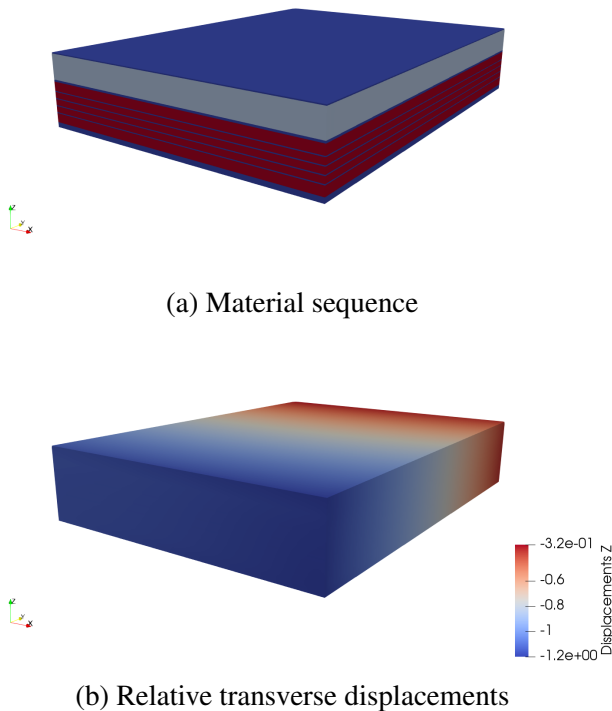 Z
Y
X
(a) Material sequence
-3.2e-01
-0.6
-0.8
-1
-1.2e+00
Displacements Z
Z
Y
X
(b) Relative transverse displacements